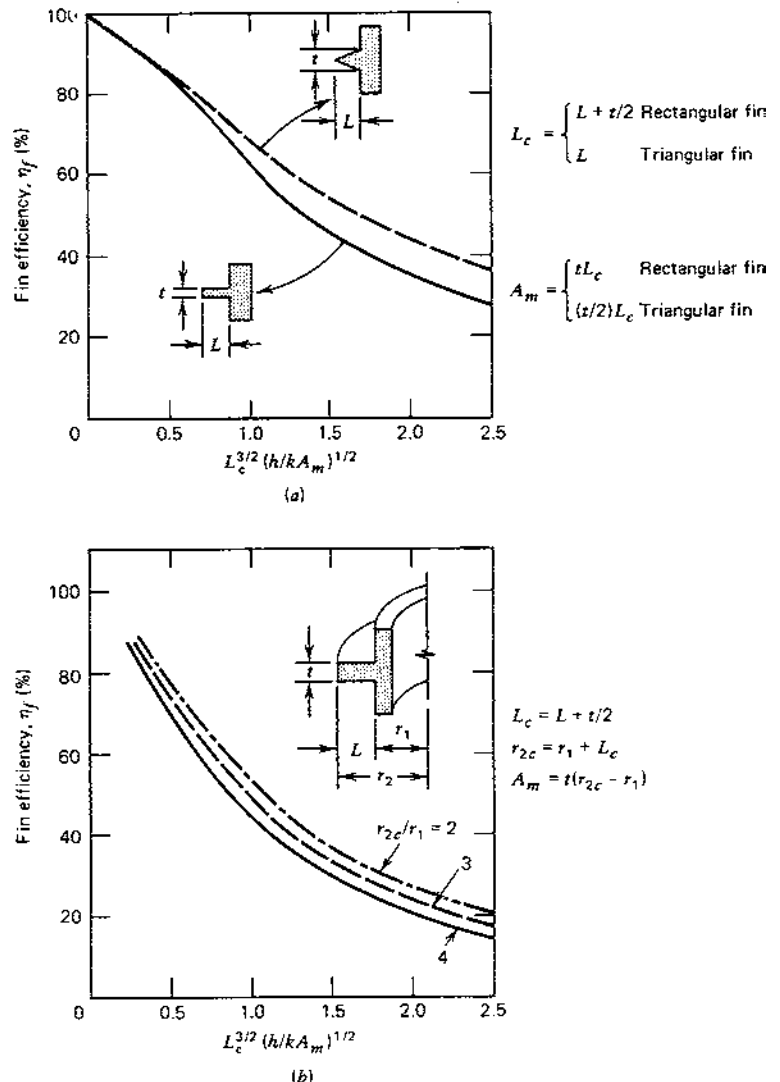 100
80
60
40
20
0
Fin efficiency, η_f (%)
t
L
t
L
0.5
1.0
1.5
2.0
2.5
L_c^{3/2} (h/kA_m)^{1/2}
(a)
L_c = { L + t/2 Rectangular fin
L Triangular fin
A_m = { tL_c Rectangular fin
(t/2)L_c Triangular fin
100
80
60
40
20
0
Fin efficiency, η_f (%)
t
L
r_1
r_2
r_{2c}/r_1 = 2
3
4
0.5
1.0
1.5
2.0
2.5
L_c^{3/2} (h/kA_m)^{1/2}
(b)
L_c = L + t/2
r_{2c} = r_1 + L_c
A_m = t(r_{2c} − r_1)